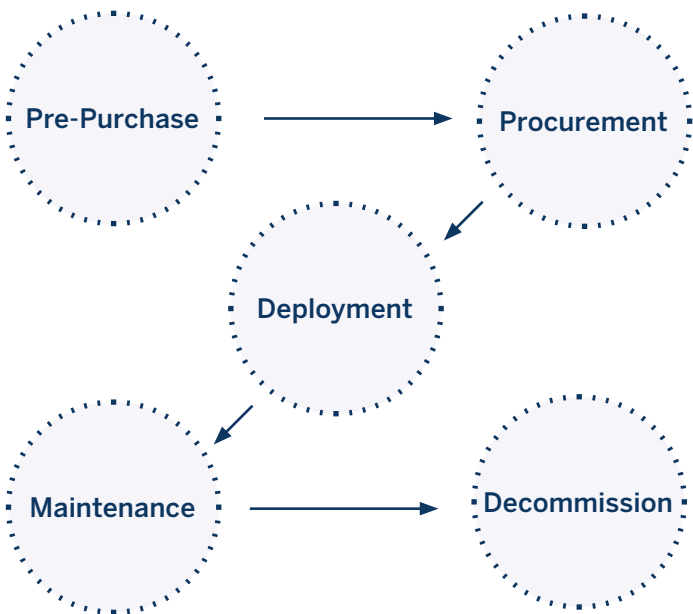 Pre-Purchase
Procurement
Deployment
Maintenance
Decommission